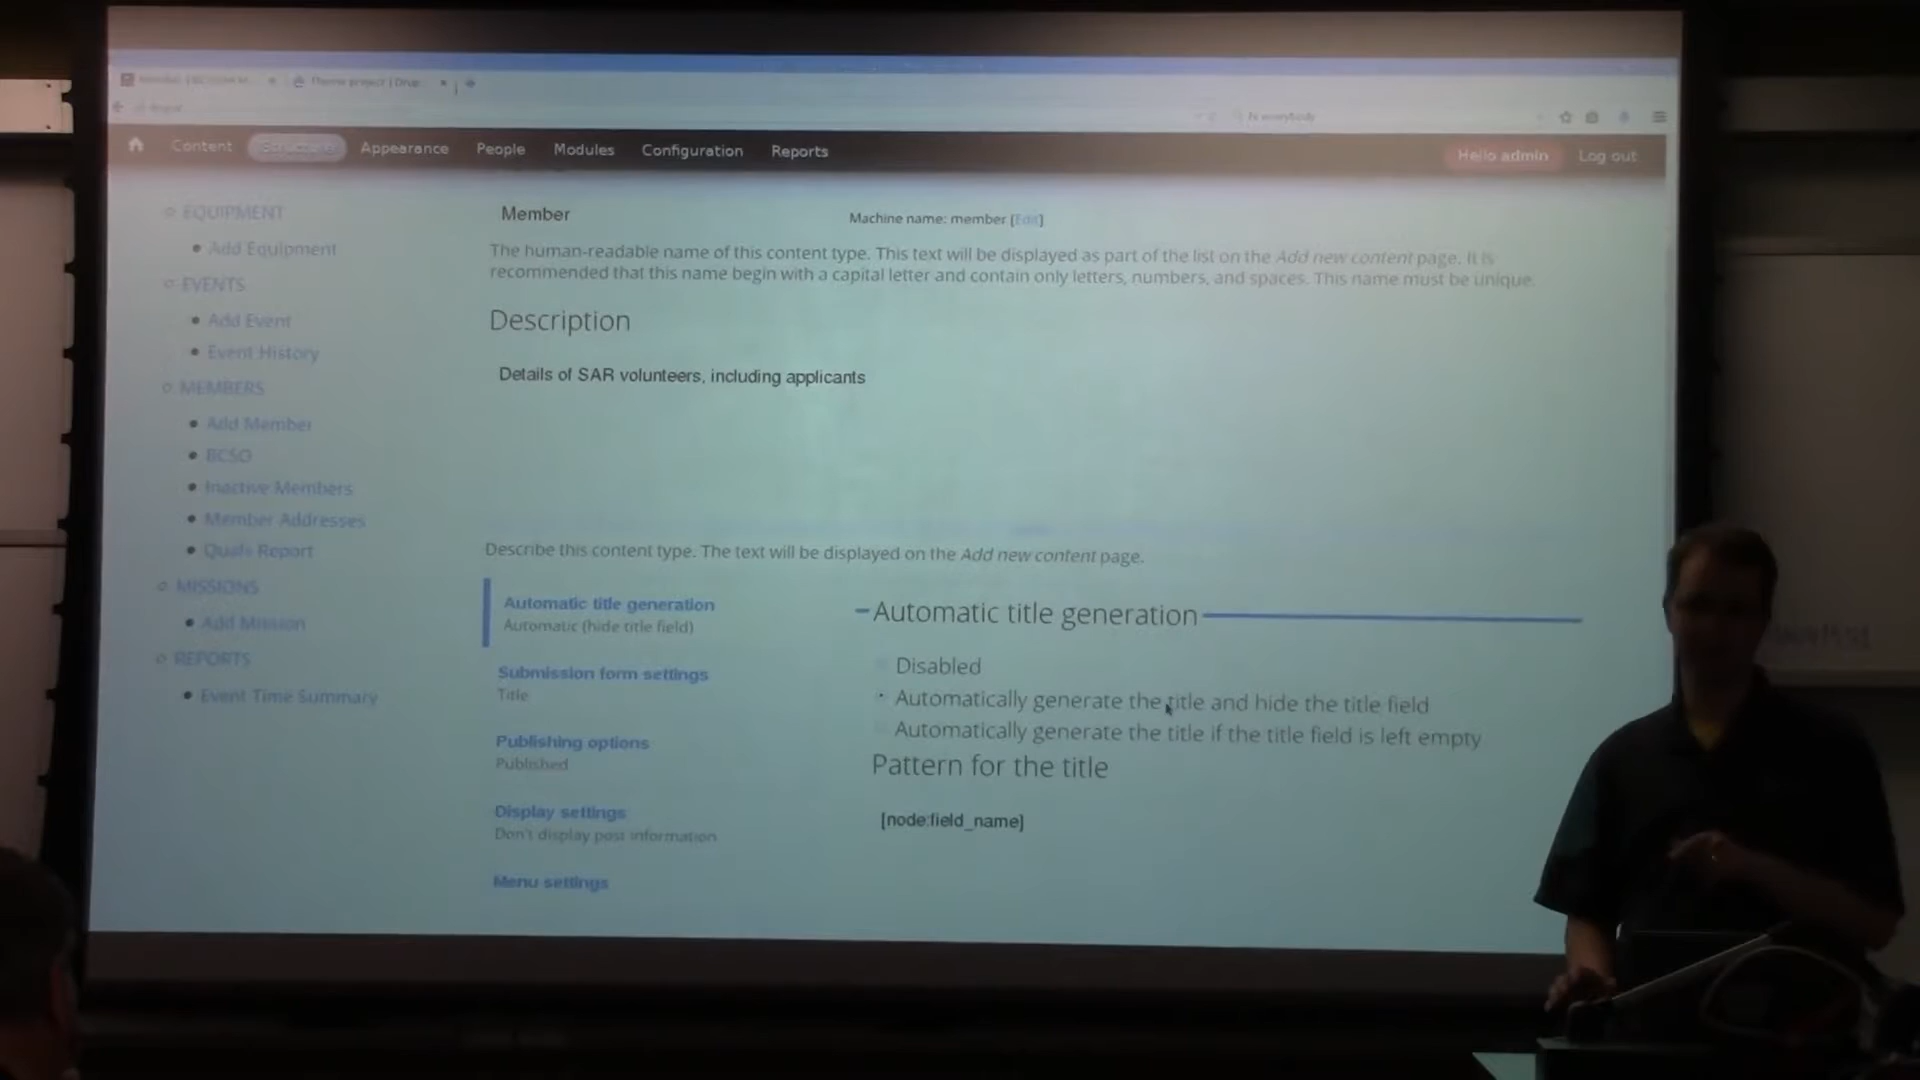 Content Structure Appearance People Modules Configuration Reports Hello admin Log out
EQUIPMENT
Add Equipment
EVENTS
Add Event
Event History
MEMBERS
Add Member
BCSO
Inactive Members
Member Addresses
Quals Report
MISSIONS
Add Mission
REPORTS
Event Time Summary
Member
Machine name: member [Edit]
The human-readable name of this content type. This text will be displayed as part of the list on the Add new content page. It is
recommended that this name begin with a capital letter and contain only letters, numbers, and spaces. This name must be unique.
Description
Details of SAR volunteers, including applicants
Describe this content type. The text will be displayed on the Add new content page.
Automatic title generation
Automatic (hide title field)
Submission form settings
Title
Publishing options
Published
Display settings
Don't display post information
Menu settings
Automatic title generation
Disabled
Automatically generate the title and hide the title field
Automatically generate the title if the title field is left empty
Pattern for the title
[node:field_name]